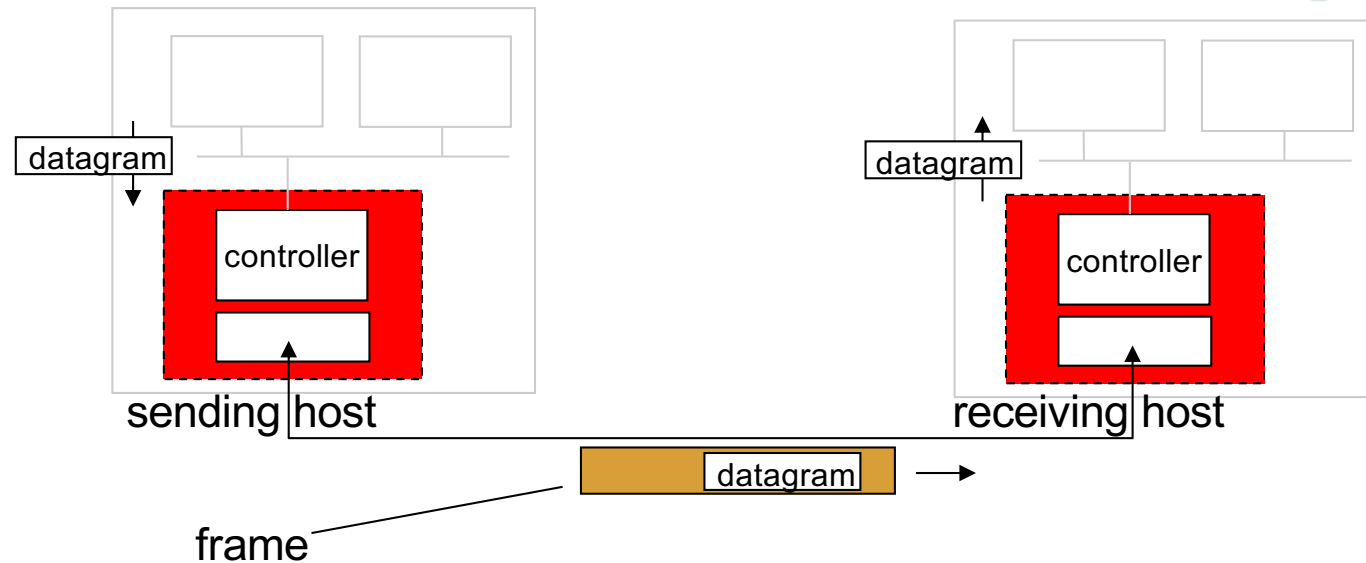 datagram
datagram
controller
controller
sending host
receiving host
datagram
frame